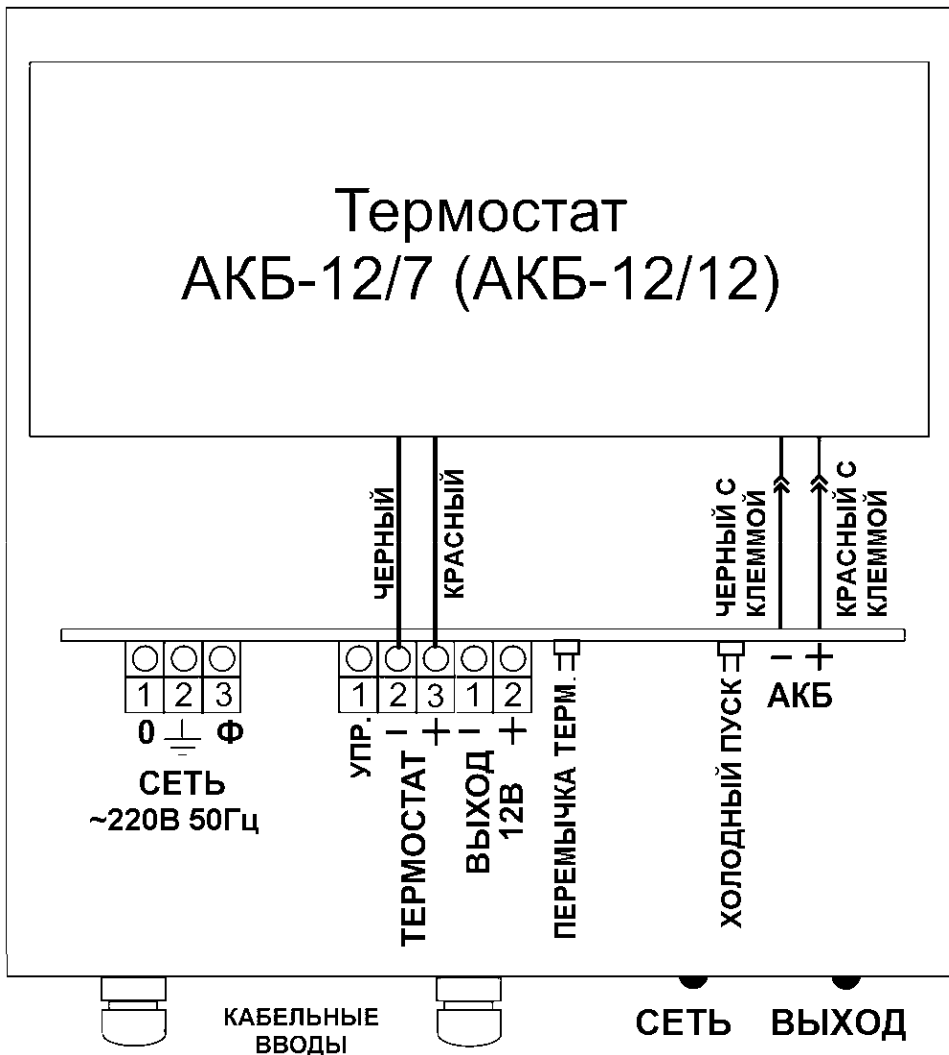 Термостат
АКБ-12/7 (АКБ-12/12)
ЧЕРНЫЙ
КРАСНЫЙ
ЧЕРНЫЙ С
КЛЕММОЙ
КРАСНЫЙ С
КЛЕММОЙ
1 2 3
0 Ф
СЕТЬ
~220В 50Гц
1 2 3 1 2
УПР.
− + − +
ТЕРМОСТАТ
ВЫХОД
12В
ПЕРЕМЫЧКА ТЕРМ.
ХОЛОДНЫЙ ПУСК
− +
АКБ
КАБЕЛЬНЫЕ
ВВОДЫ
СЕТЬ
ВЫХОД